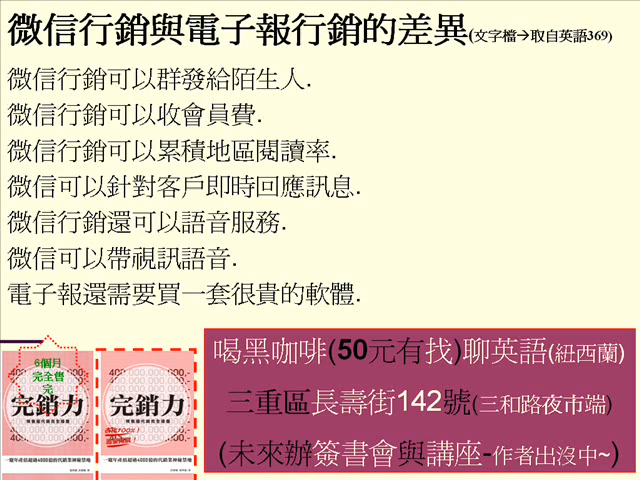 微信行銷與電子報行銷的差異(文字檔→取自英語369)
微信行銷可以群發給陌生人.
微信行銷可以收會員費.
微信行銷可以累積地區閱讀率.
微信可以針對客戶即時回應訊息.
微信行銷還可以語音服務.
微信可以帶視訊語音.
電子報還需要買一套很貴的軟體.
6個月
完全售
完
完銷力
完銷力
喝黑咖啡(50元有找)聊英語(紐西蘭)
三重區長壽街142號(三和路夜市端)
(未來辦簽書會與講座-作者出沒中~)